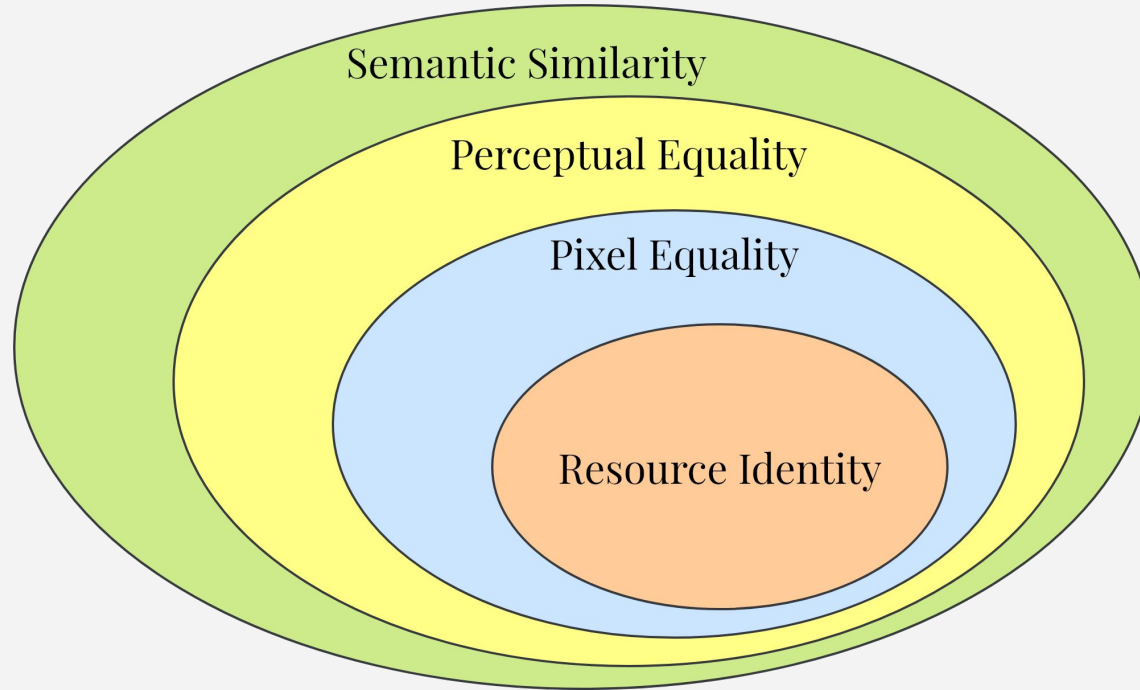 Semantic Similarity
Perceptual Equality
Pixel Equality
Resource Identity